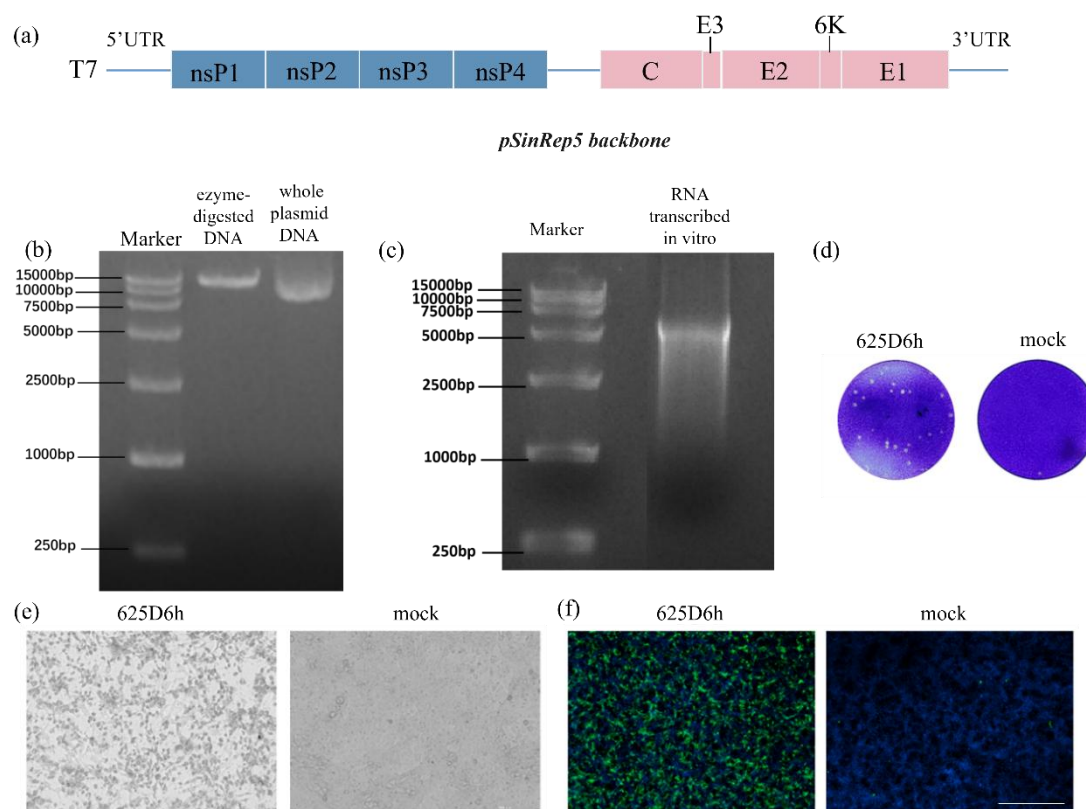 (a)
5'UTR
E3
6K
3'UTR
T7
nsP1
nsP2
nsP3
nsP4
C
E2
E1
pSinRep5 backbone
(b)
Marker
ezyme-
digested
DNA
whole
plasmid
DNA
15000bp
10000bp
7500bp
5000bp
2500bp
1000bp
250bp
(c)
Marker
RNA
transcribed
in vitro
15000bp
10000bp
7500bp
5000bp
2500bp
1000bp
250bp
(d)
625D6h
mock
(e)
625D6h
mock
(f)
625D6h
mock